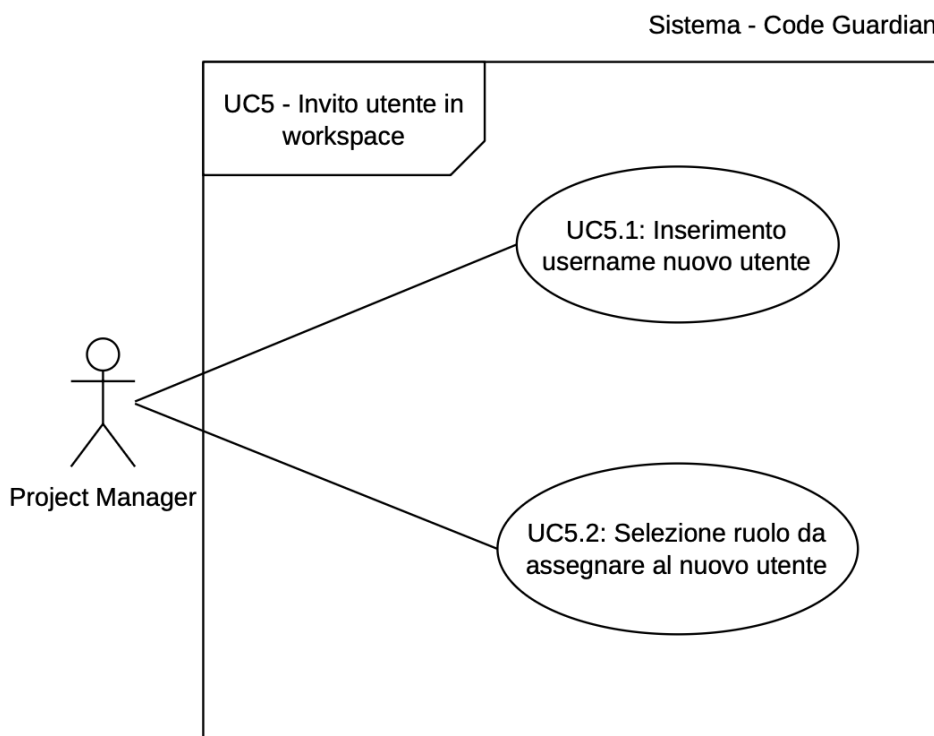 Sistema - Code Guardian
UC5 - Invito utente in
workspace
UC5.1: Inserimento
username nuovo utente
Project Manager
UC5.2: Selezione ruolo da
assegnare al nuovo utente